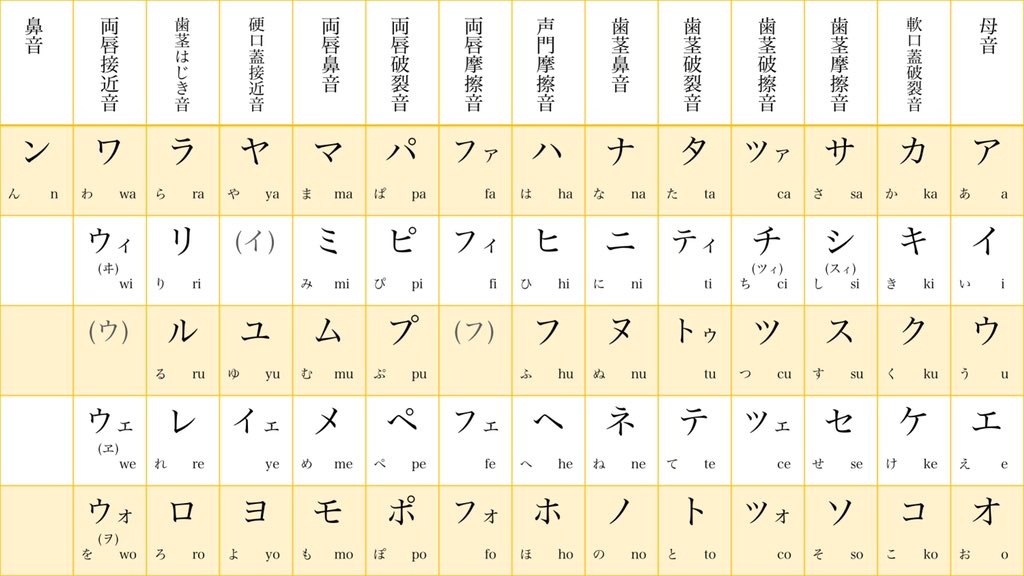 母音
ア
あ a
イ
い i
ウ
う u
エ
え e
オ
お o
軟口蓋破裂音
カ
か ka
キ
き ki
ク
く ku
ケ
け ke
コ
こ ko
歯茎摩擦音
サ
さ sa
シ
(スィ)
し si
ス
す su
セ
せ se
ソ
そ so
歯茎破擦音
ツァ
ca
チ
(ツィ)
ち ci
ツ
つ cu
ツェ
ce
ツォ
co
歯茎破裂音
タ
た ta
ティ
ti
トゥ
tu
テ
て te
ト
と to
歯茎鼻音
ナ
な na
ニ
に ni
ヌ
ぬ nu
ネ
ね ne
ノ
の no
声門摩擦音
ハ
は ha
ヒ
ひ hi
フ
ふ hu
ヘ
へ he
ホ
ほ ho
両唇摩擦音
ファ
fa
フィ
fi
(フ)
フェ
fe
フォ
fo
両唇破裂音
パ
ぱ pa
ピ
ぴ pi
プ
ぷ pu
ペ
ぺ pe
ポ
ぽ po
両唇鼻音
マ
ま ma
ミ
み mi
ム
む mu
メ
め me
モ
も mo
硬口蓋接近音
ヤ
や ya
(イ)
ユ
ゆ yu
イェ
ye
ヨ
よ yo
歯茎はじき音
ラ
ら ra
リ
り ri
ル
る ru
レ
れ re
ロ
ろ ro
両唇接近音
ワ
わ wa
ウィ
(ヰ)
wi
(ウ)
ウェ
(ヱ)
we
ウォ
(ヲ)
を wo
鼻音
ン
ん n